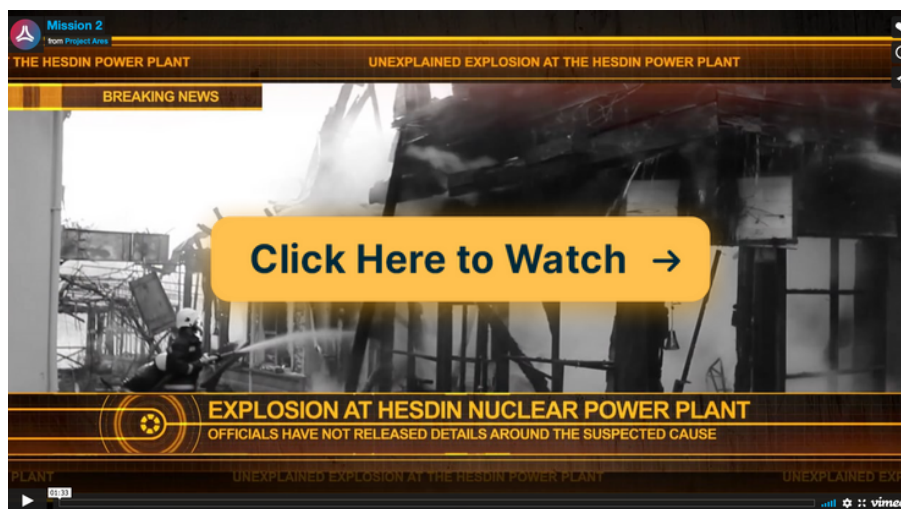 Mission 2
from Project Ares
THE HESDIN POWER PLANT
UNEXPLAINED EXPLOSION AT THE HESDIN POWER PLANT
BREAKING NEWS
Click Here to Watch →
EXPLOSION AT HESDIN NUCLEAR POWER PLANT
OFFICIALS HAVE NOT RELEASED DETAILS AROUND THE SUSPECTED CAUSE
PLANT
UNEXPLAINED EXPLOSION AT THE HESDIN POWER PLANT
UNEXPLAINED EX
01:33
vimeo